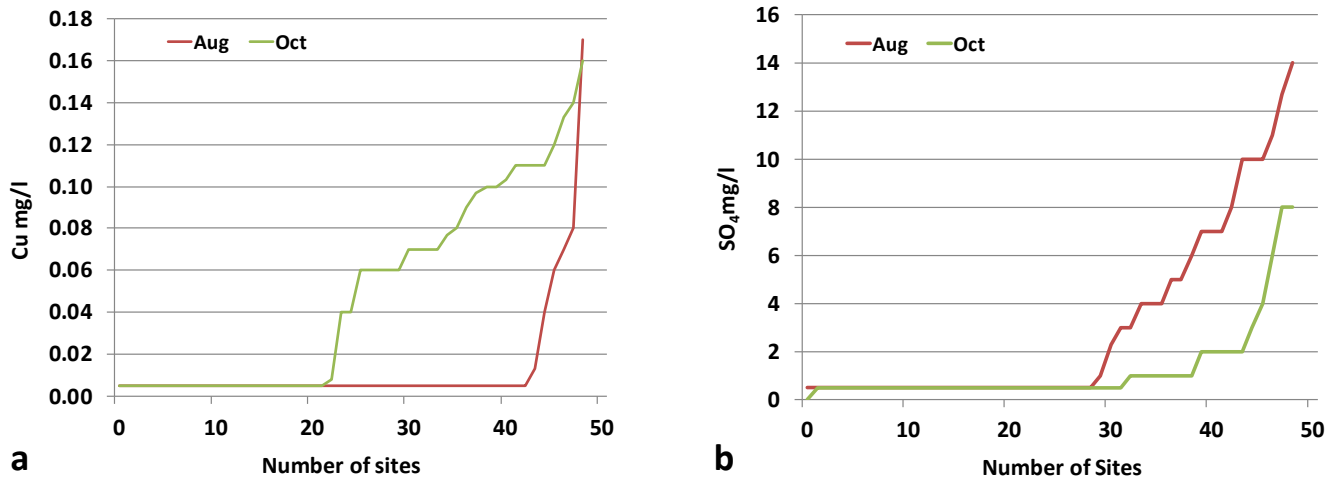 0.18
0.16
0.14
0.12
0.10
0.08
0.06
0.04
0.02
0.00
Cu mg/l
Aug Oct
0 10 20 30 40 50
Number of sites
a
16
14
12
10
8
6
4
2
0
SO₄mg/l
Aug Oct
0 10 20 30 40 50
Number of Sites
b